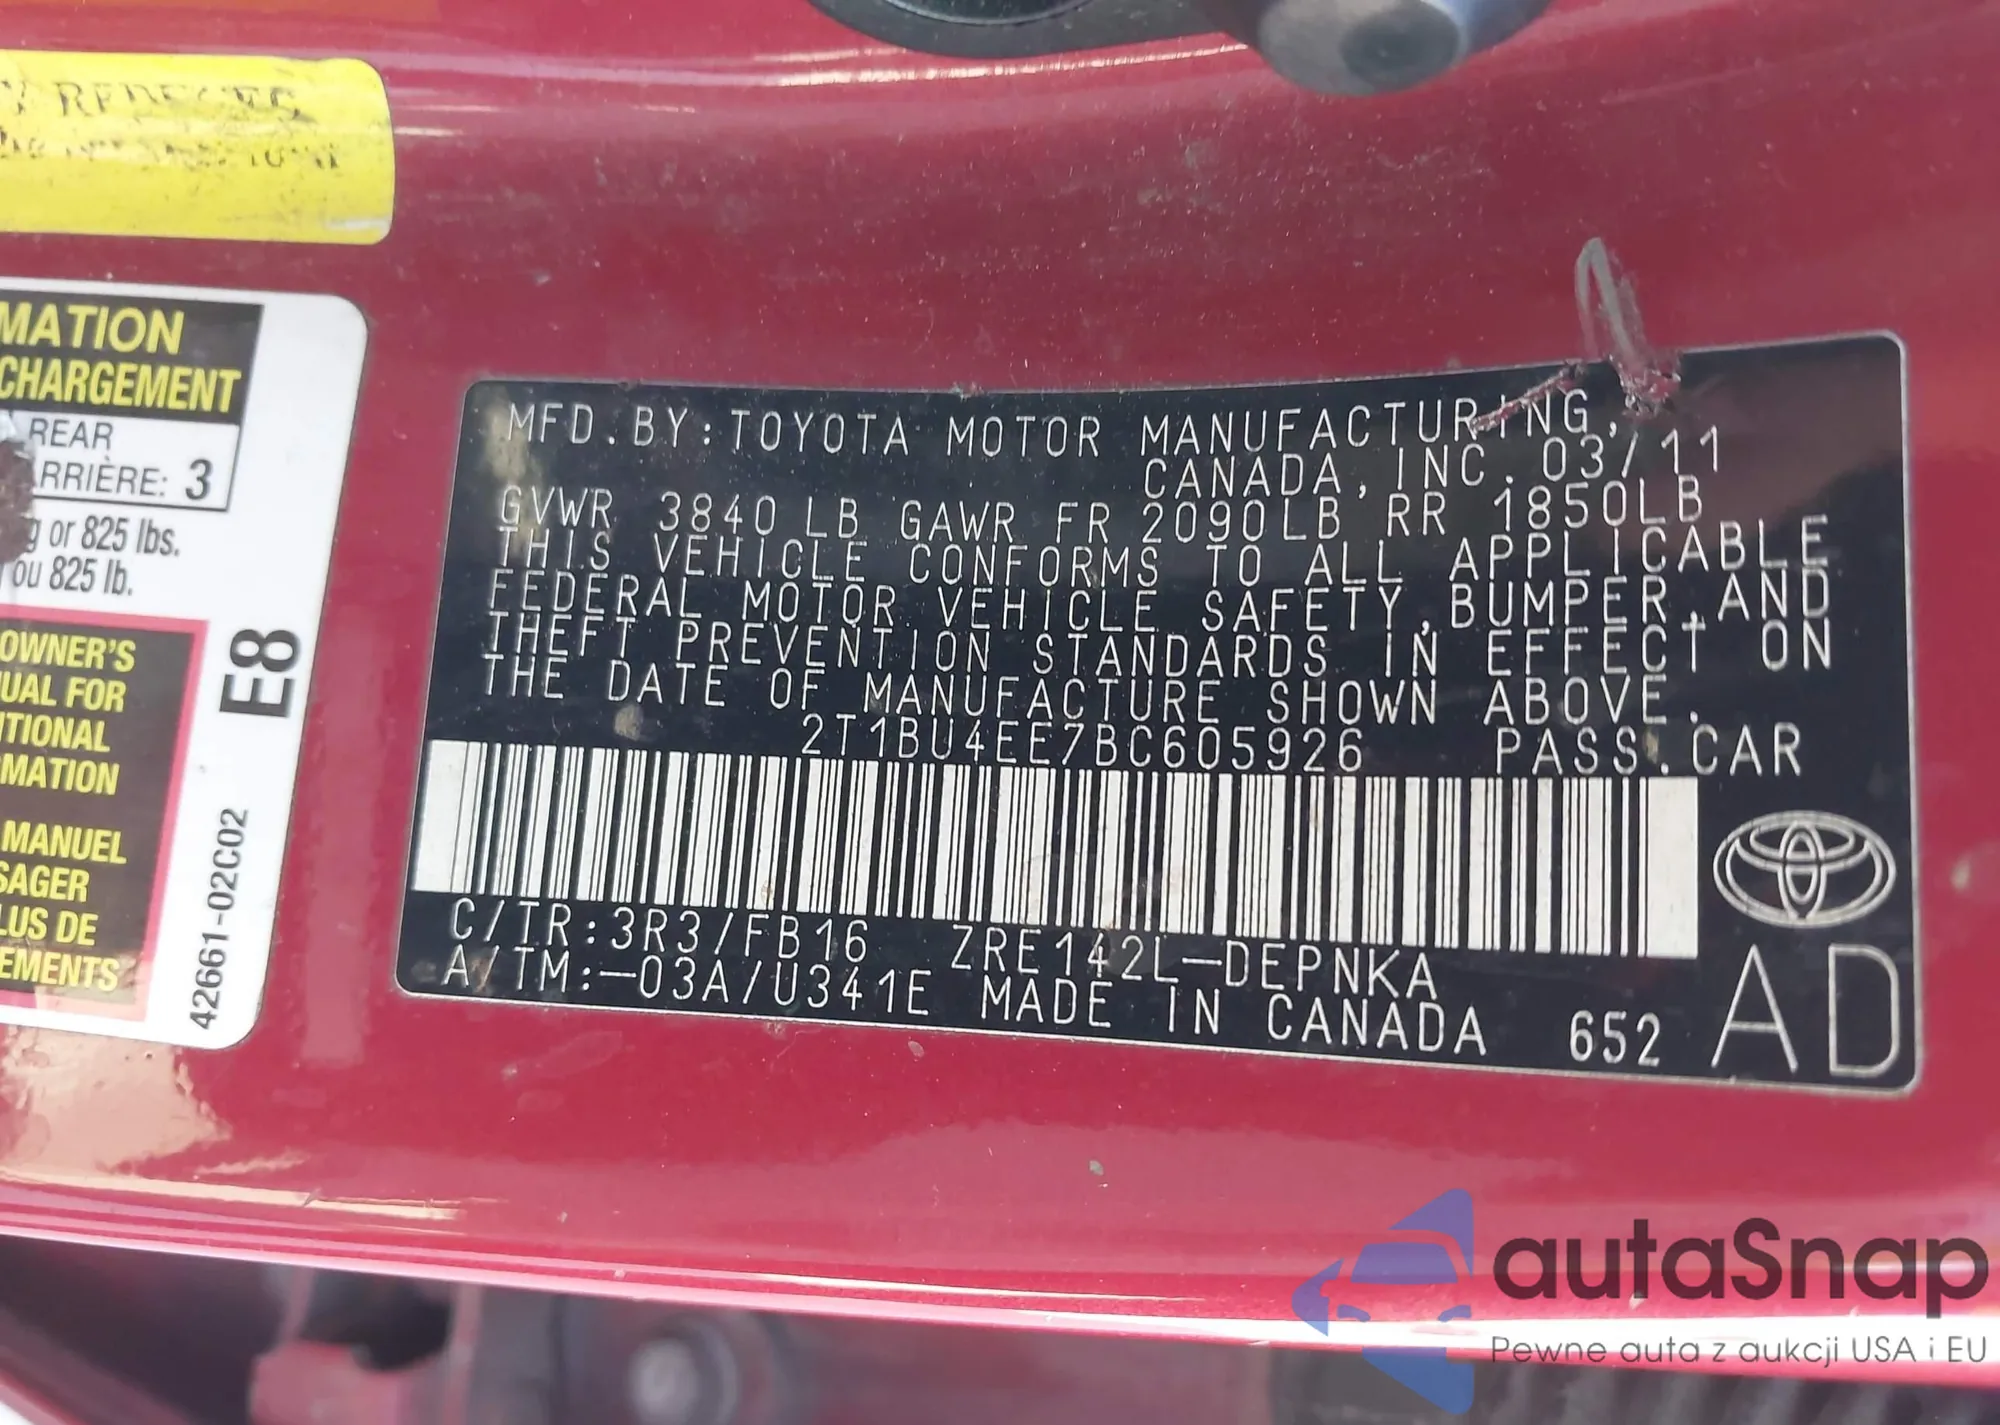 MATION
CHARGEMENT
REAR
ARRIÈRE: 3
g or 825 lbs.
ou 825 lb.
OWNER'S
UAL FOR
ITIONAL
RMATION
MANUEL
SAGER
LUS DE
EMENTS
E8
42661-02C02
MFD.BY:TOYOTA MOTOR MANUFACTURING,
CANADA,INC.03/11
GVWR 3840LB GAWR FR 2090LB RR 1850LB
THIS VEHICLE CONFORMS TO ALL APPLICABLE
FEDERAL MOTOR VEHICLE SAFETY,BUMPER,AND
THEFT PREVENTION STANDARDS IN EFFECT ON
THE DATE OF MANUFACTURE SHOWN ABOVE.
2T1BU4EE7BC605926 PASS.CAR
C/TR:3R3/FB16 ZRE142L-DEPNKA
A/TM:-03A/U341E MADE IN CANADA 652
AD
autaSnap
Pewne auta z aukcji USA i EU